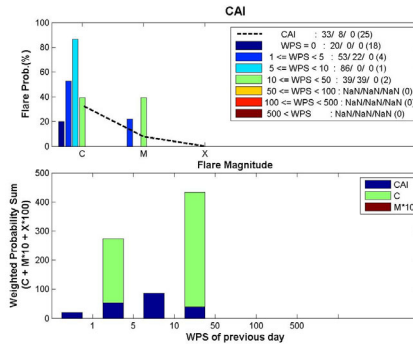 CAI
Flare Prob.(%)
100
80
60
40
20
0
C
M
X
Flare Magnitude
CAI : 33/ 8/ 0 (25)
WPS = 0 : 20/ 0/ 0 (18)
1 <= WPS < 5 : 53/ 22/ 0 (4)
5 <= WPS < 10 : 86/ 0/ 0 (1)
10 <= WPS < 50 : 39/ 39/ 0 (2)
50 <= WPS < 100 : NaN/NaN/NaN (0)
100 <= WPS < 500 : NaN/NaN/NaN (0)
500 < WPS : NaN/NaN/NaN (0)
Weighted Probability Sum
(C + M*10 + X*100)
500
400
300
200
100
0
1
5
10
50
100
500
WPS of previous day
CAI
C
M*10